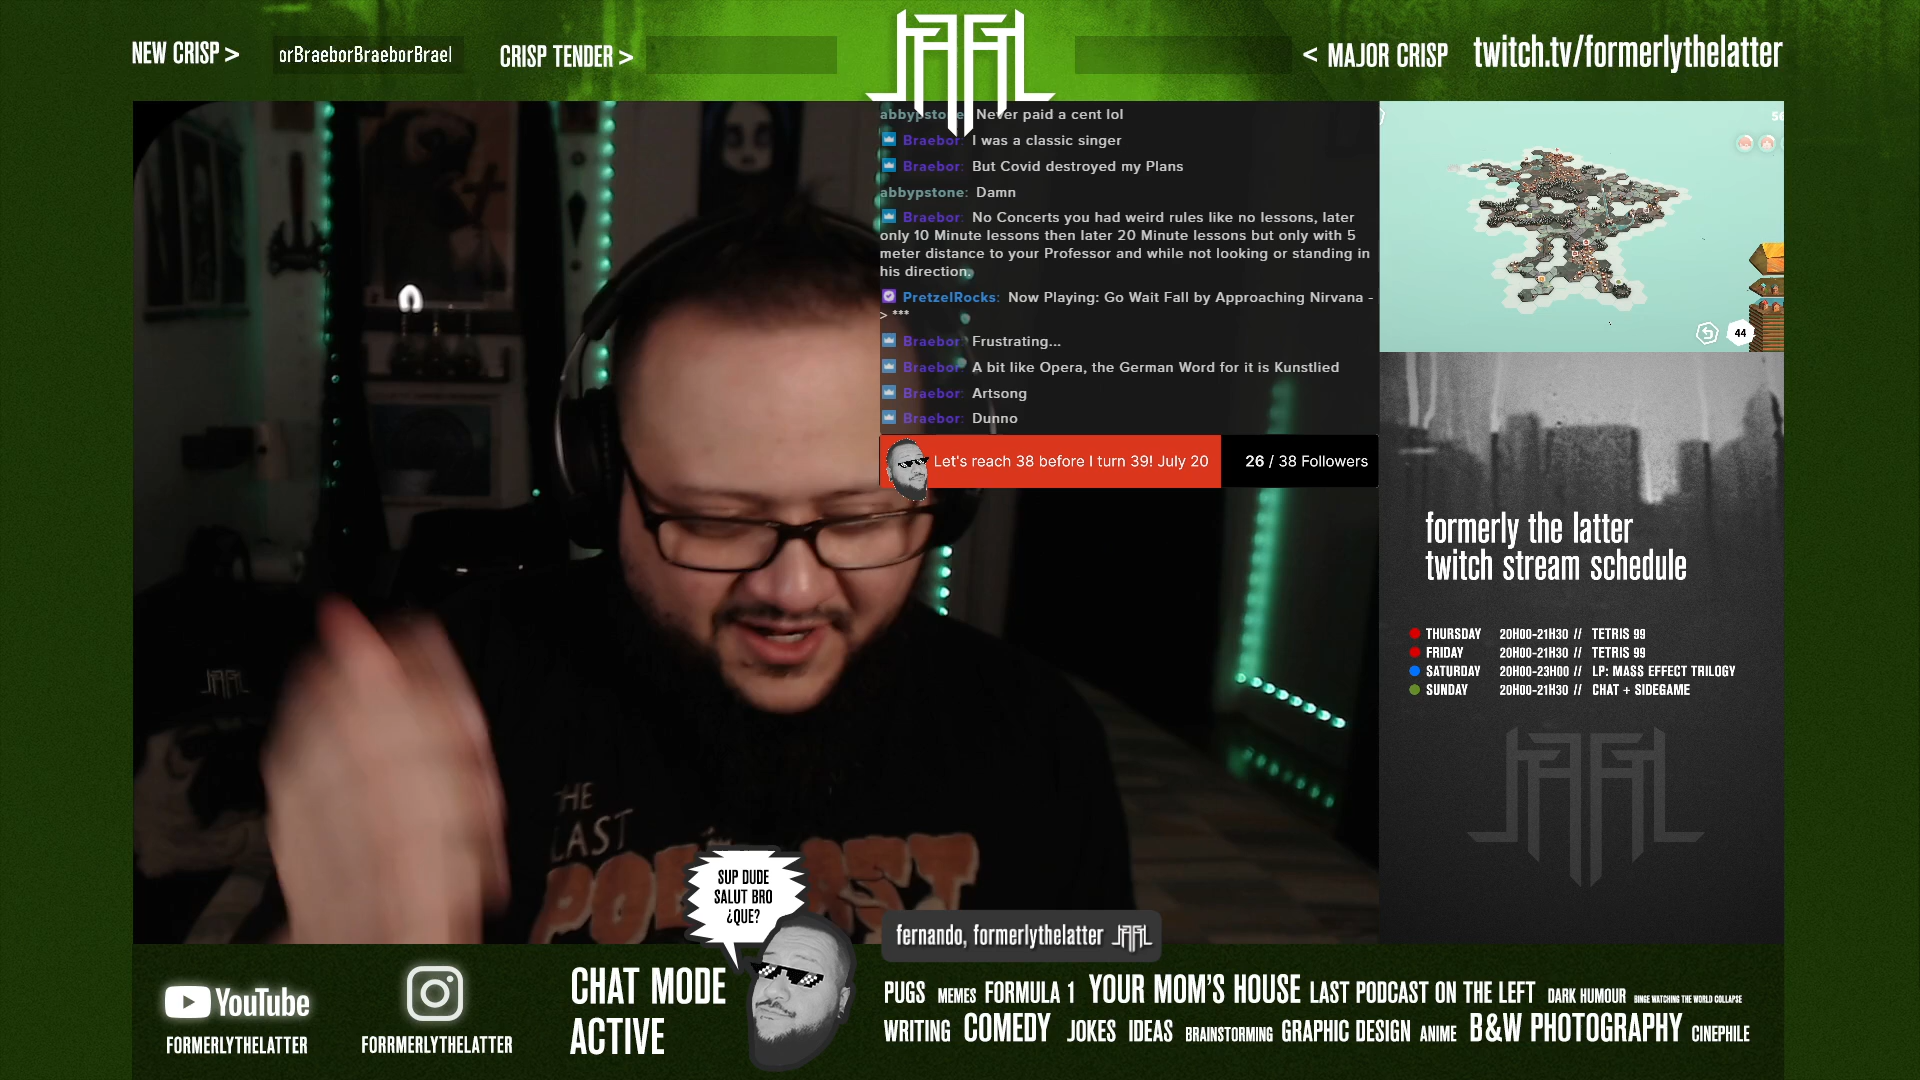 NEW CRISP >
orBraeborBraeborBrael
CRISP TENDER >
< MAJOR CRISP
twitch.tv/formerlythelatter
abbypstone: Never paid a cent lol
Braebor: I was a classic singer
Braebor: But Covid destroyed my Plans
abbypstone: Damn
Braebor: No Concerts you had weird rules like no lessons, later
only 10 Minute lessons then later 20 Minute lessons but only with 5
meter distance to your Professor and while not looking or standing in
his direction.
PretzelRocks: Now Playing: Go Wait Fall by Approaching Nirvana -
> ***
Braebor: Frustrating...
Braebor: A bit like Opera, the German Word for it is Kunstlied
Braebor: Artsong
Braebor: Dunno
Let's reach 38 before I turn 39! July 20
26 / 38 Followers
44
formerly the latter
twitch stream schedule
THURSDAY 20H00-21H30 // TETRIS 99
FRIDAY 20H00-21H30 // TETRIS 99
SATURDAY 20H00-23H00 // LP: MASS EFFECT TRILOGY
SUNDAY 20H00-21H30 // CHAT + SIDEGAME
THE
LAST
PODCAST
SUP DUDE
SALUT BRO
¿QUE?
fernando, formerlythelatter
YouTube
FORMERLYTHELATTER
FORRMERLYTHELATTER
CHAT MODE
ACTIVE
PUGS MEMES FORMULA 1 YOUR MOM'S HOUSE LAST PODCAST ON THE LEFT DARK HUMOUR BINGE WATCHING THE WORLD COLLAPSE
WRITING COMEDY JOKES IDEAS BRAINSTORMING GRAPHIC DESIGN ANIME B&W PHOTOGRAPHY CINEPHILE